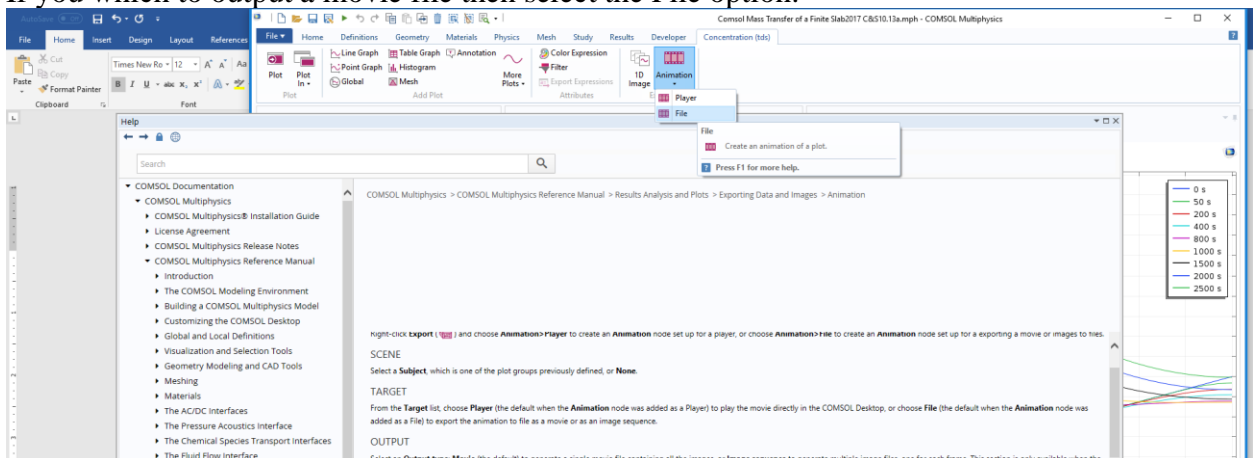 If you which to output a movie file then select the File option.
AutoSave
Comsol Mass Transfer of a Finite Slab2017 C&S10.13a.mph - COMSOL Multiphysics
File Home Insert Design Layout References
File Home Definitions Geometry Materials Physics Mesh Study Results Developer Concentration (tds)
Cut
Copy
Format Painter
Paste
Clipboard
Times New Ro 12
Font
Plot
Plot In
Line Graph
Point Graph
Global
Table Graph
Histogram
Mesh
Annotation
More Plots
Color Expression
Filter
Export Expressions
1D Image
Animation
Plot
Add Plot
Attributes
Player
File
File
Create an animation of a plot.
Press F1 for more help.
Help
Search
COMSOL Documentation
COMSOL Multiphysics
COMSOL Multiphysics® Installation Guide
License Agreement
COMSOL Multiphysics Release Notes
COMSOL Multiphysics Reference Manual
Introduction
The COMSOL Modeling Environment
Building a COMSOL Multiphysics Model
Customizing the COMSOL Desktop
Global and Local Definitions
Visualization and Selection Tools
Geometry Modeling and CAD Tools
Meshing
Materials
The AC/DC Interfaces
The Pressure Acoustics Interface
The Chemical Species Transport Interfaces
The Fluid Flow Interface
COMSOL Multiphysics > COMSOL Multiphysics Reference Manual > Results Analysis and Plots > Exporting Data and Images > Animation
Right-click Export ( ) and choose Animation>Player to create an Animation node set up for a player, or choose Animation>File to create an Animation node set up for a exporting a movie or images to files.
SCENE
Select a Subject, which is one of the plot groups previously defined, or None.
TARGET
From the Target list, choose Player (the default when the Animation node was added as a Player) to play the movie directly in the COMSOL Desktop, or choose File (the default when the Animation node was
added as a File) to export the animation to file as a movie or as an image sequence.
OUTPUT
0 s
50 s
200 s
400 s
800 s
1000 s
1500 s
2000 s
2500 s